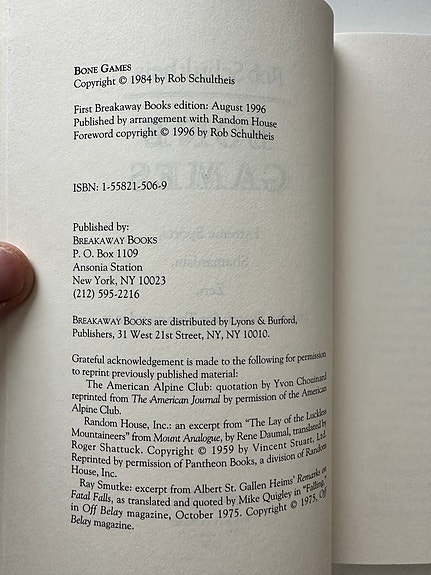 BONE GAMES
Copyright © 1984 by Rob Schultheis
First Breakaway Books edition: August 1996
Published by arrangement with Random House
Foreword copyright © 1996 by Rob Schultheis
ISBN: 1-55821-506-9
Published by:
BREAKAWAY BOOKS
P. O. Box 1109
Ansonia Station
New York, NY 10023
(212) 595-2216
BREAKAWAY BOOKS are distributed by Lyons & Burford,
Publishers, 31 West 21st Street, NY, NY 10010.
Grateful acknowledgement is made to the following for permission
to reprint previously published material:
The American Alpine Club: quotation by Yvon Chouinard
reprinted from The American Journal by permission of the American
Alpine Club.
Random House, Inc.: an excerpt from "The Lay of the Luckless
Mountaineers" from Mount Analogue, by Rene Daumal, translated by
Roger Shattuck. Copyright © 1959 by Vincent Stuart, Ltd.
Reprinted by permission of Pantheon Books, a division of Random
House, Inc.
Ray Smutke: excerpt from Albert St. Gallen Heims' Remarks on
Fatal Falls, as translated and quoted by Mike Quigley in "Falling,"
in Off Belay magazine, October 1975. Copyright © 1975, Off
Belay magazine.